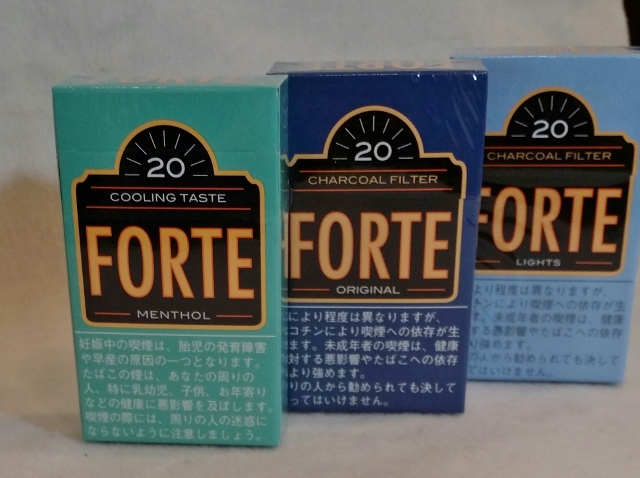 20
COOLING TASTE
FORTE
MENTHOL
妊娠中の喫煙は、胎児の発育障害
や早産の原因の一つとなります。
たばこの煙は、あなたの周りの
人、特に乳幼児、子供、お年寄り
などの健康に悪影響を及ぼします。
喫煙の際には、周りの人の迷惑に
ならないように注意しましょう。
20
CHARCOAL FILTER
FORTE
ORIGINAL
により程度は異なりますが、
コチンにより喫煙への依存が生
ます。未成年者の喫煙は、健康
対する悪影響やたばこへの依存
より強めます。
りの人から勧められても決して
ってはいけません。
20
CHARCOAL FILTER
FORTE
LIGHTS
より程度は異なりますが、
チンにより喫煙への依存が生
す。未成年者の喫煙は、健康
する悪影響やたばこへの依存
り強めます。
の人から勧められても決して
てはいけません。